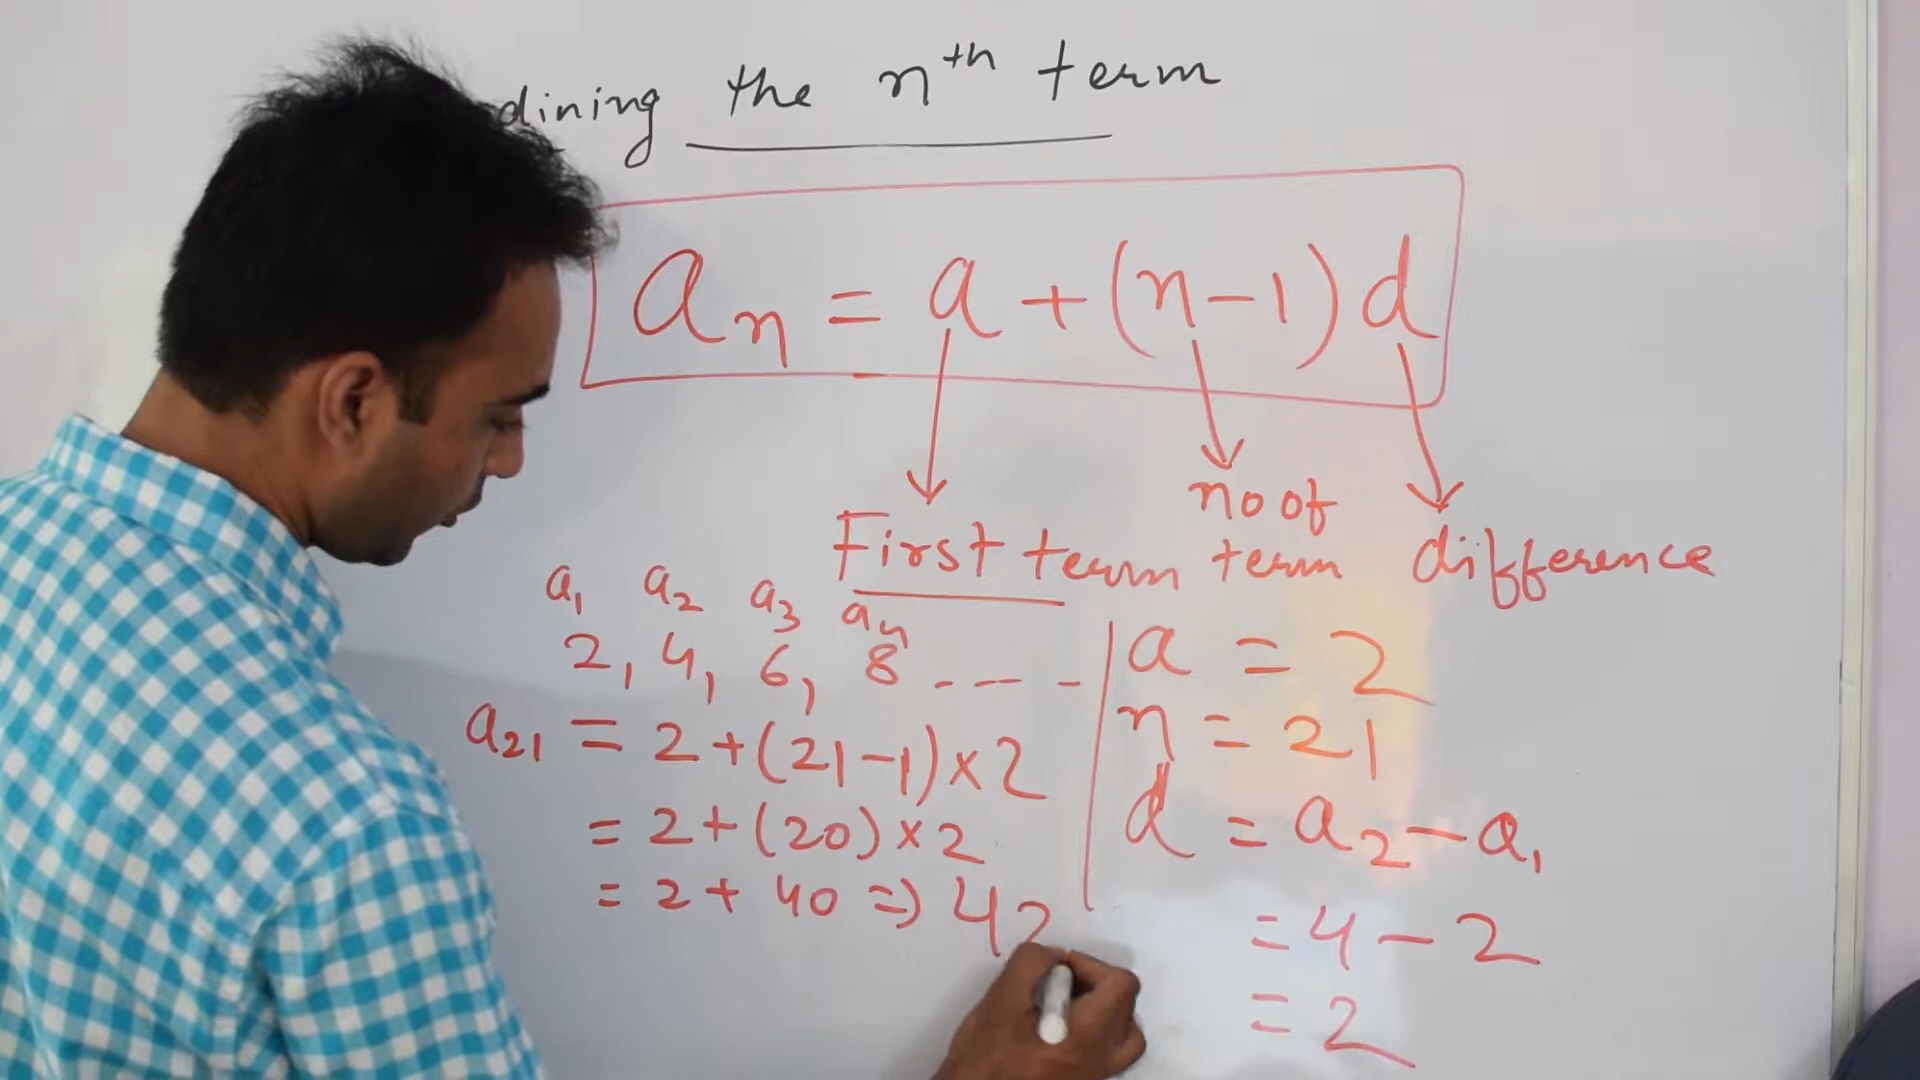 the nth term
an = a + (n-1) d
First term
no of term
difference
a1 a2 a3 a4
2, 4, 6, 8 - - - -
a21 = 2 + (21-1) × 2
= 2 + (20) × 2
= 2 + 40 => 42
a = 2
n = 21
d = a2 - a1
= 4 - 2
= 2